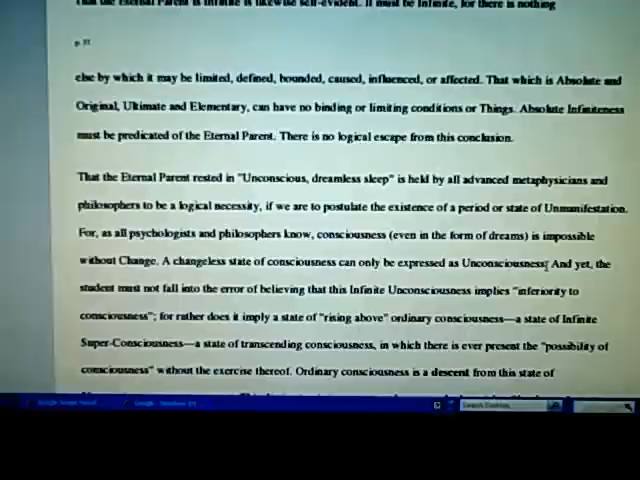 That the Eternal Parent is Infinite is likewise self-evident. It must be Infinite, for there is nothing
p. 31
else by which it may be limited, defined, bounded, caused, influenced, or affected. That which is Absolute and
Original, Ultimate and Elementary, can have no binding or limiting conditions or Things. Absolute Infiniteness
must be predicated of the Eternal Parent. There is no logical escape from this conclusion.
That the Eternal Parent rested in "Unconscious, dreamless sleep" is held by all advanced metaphysicians and
philosophers to be a logical necessity, if we are to postulate the existence of a period or state of Unmanifestation.
For, as all psychologists and philosophers know, consciousness (even in the form of dreams) is impossible
without Change. A changeless state of consciousness can only be expressed as Unconsciousness. And yet, the
student must not fall into the error of believing that this Infinite Unconsciousness implies "inferiority to
consciousness"; for rather does it imply a state of "rising above" ordinary consciousness—a state of Infinite
Super-Consciousness—a state of transcending consciousness, in which there is ever present the "possibility of
consciousness" without the exercise thereof. Ordinary consciousness is a descent from this state of
Search Desktop